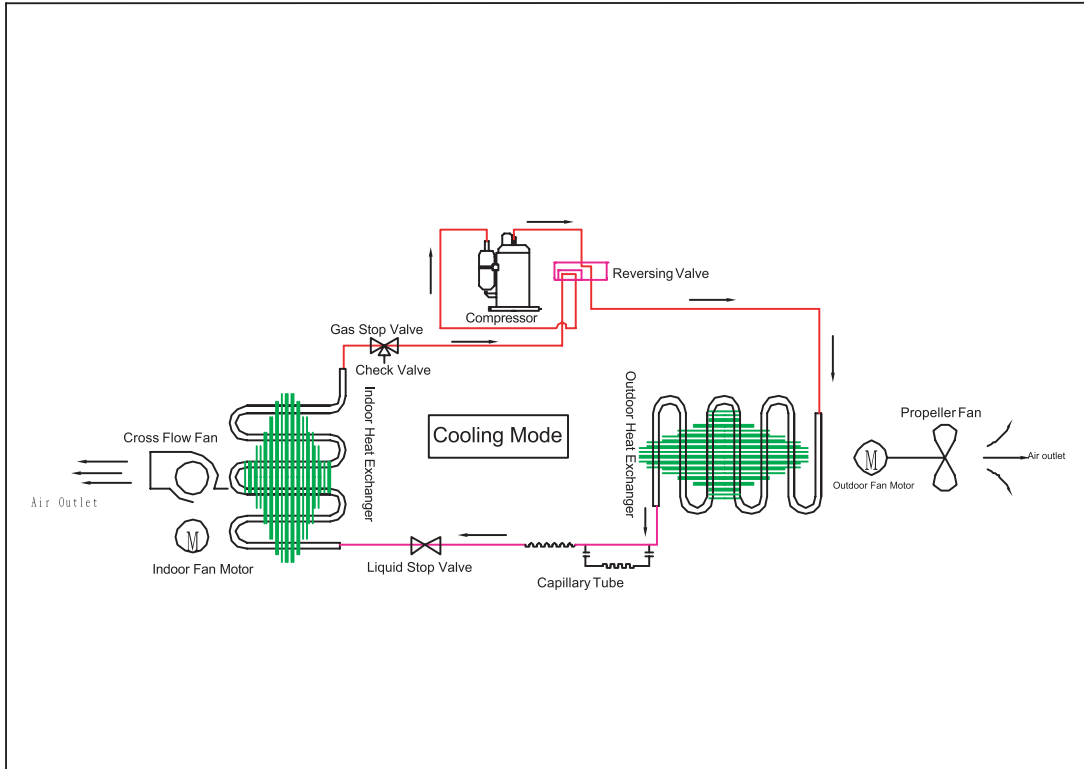 Reversing Valve
Compressor
Gas Stop Valve
Check Valve
Indoor Heat Exchanger
Outdoor Heat Exchanger
Cooling Mode
Propeller Fan
Cross Flow Fan
M
Air outlet
Outdoor Fan Motor
Air Outlet
M
Indoor Fan Motor
Liquid Stop Valve
Capillary Tube